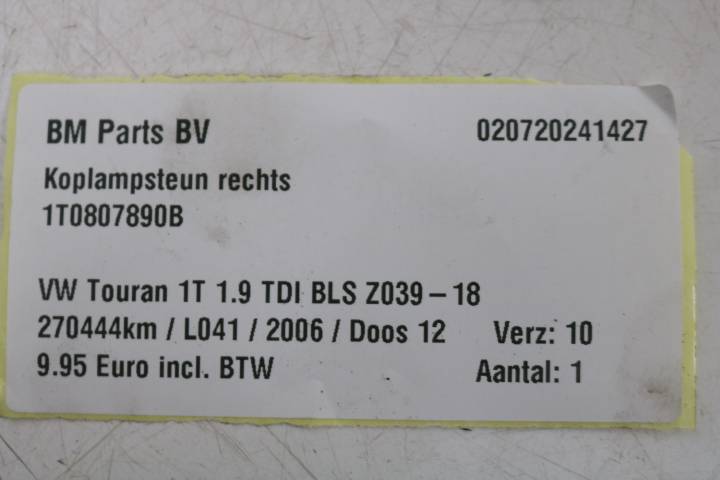 BM Parts BV 020720241427
Koplampsteun rechts
1T0807890B
VW Touran 1T 1.9 TDI BLS Z039-18
270444km / L041 / 2006 / Doos 12 Verz: 10
9.95 Euro incl. BTW Aantal: 1